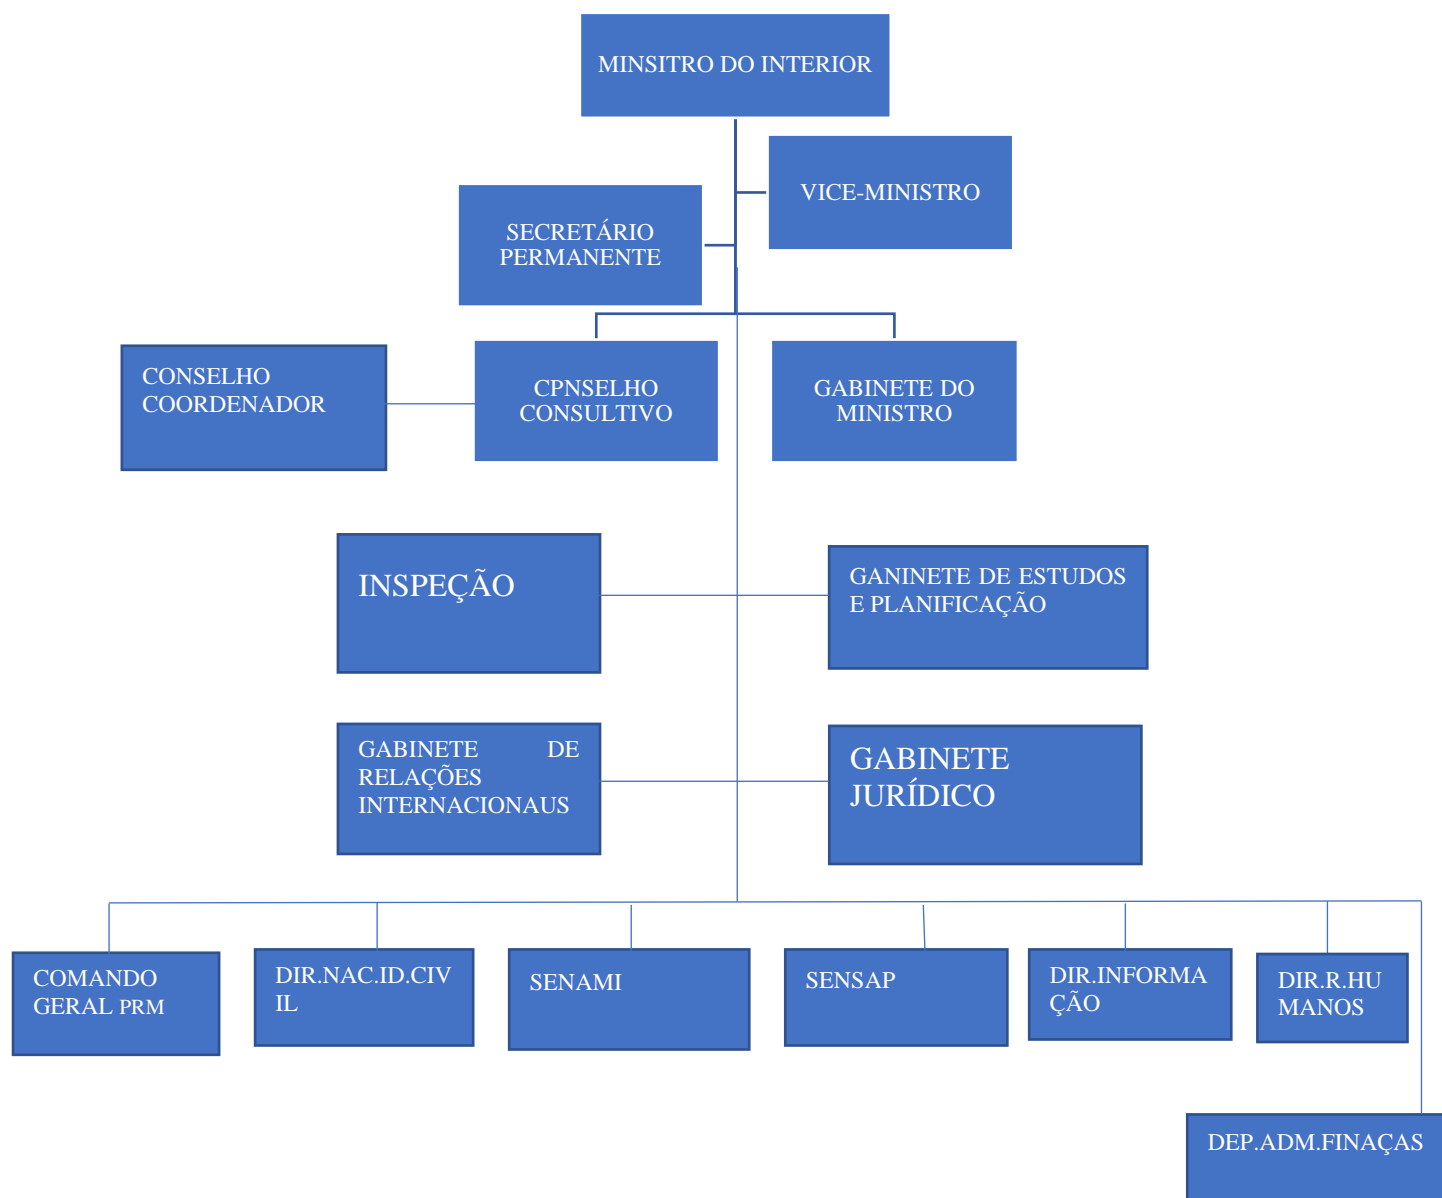 MINSITRO DO INTERIOR
VICE-MINISTRO
SECRETÁRIO
PERMANENTE
CONSELHO
COORDENADOR
CPNSELHO
CONSULTIVO
GABINETE DO
MINISTRO
INSPEÇÃO
GANINETE DE ESTUDOS
E PLANIFICAÇÃO
GABINETE DE
RELAÇÕES
INTERNACIONAUS
GABINETE
JURÍDICO
COMANDO
GERAL PRM
DIR.NAC.ID.CIV
IL
SENAMI
SENSAP
DIR.INFORMA
ÇÃO
DIR.R.HU
MANOS
DEP.ADM.FINAÇAS